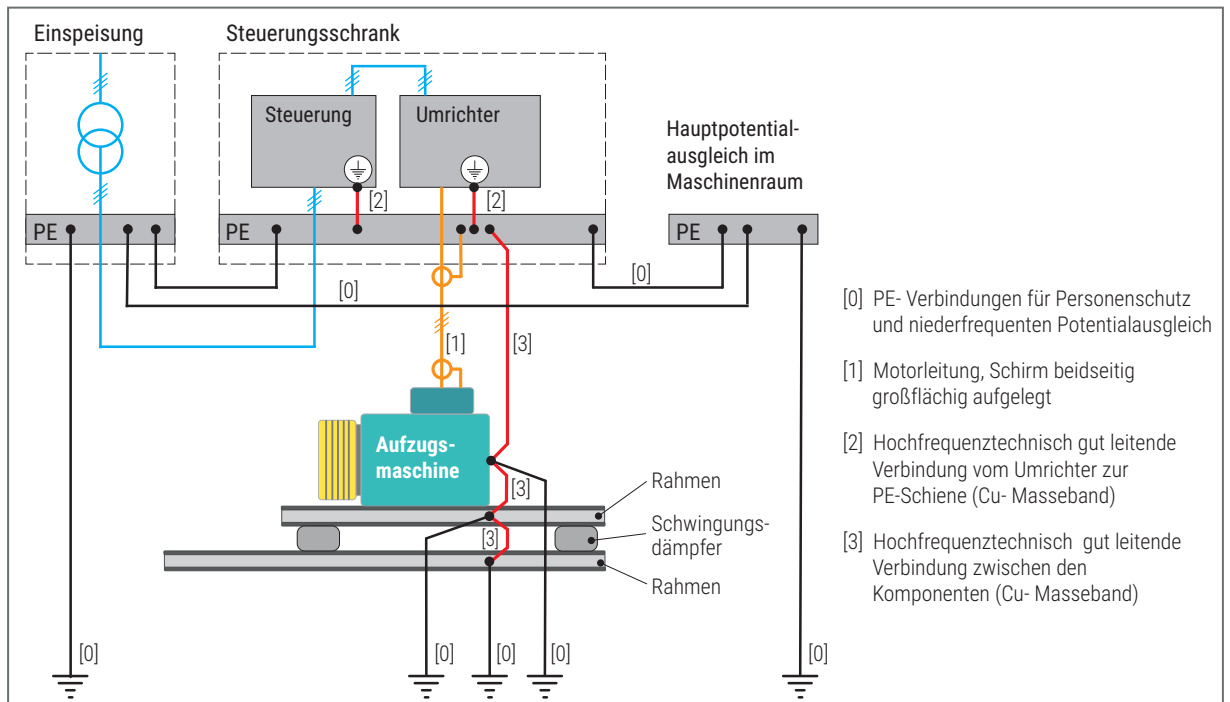 Einspeisung
Steuerungsschrank
Steuerung
Umrichter
[2]
[2]
Hauptpotential-
ausgleich im
Maschinenraum
PE
PE
PE
[0]
[0]
[1]
[3]
Aufzugs-
maschine
[3]
[3]
Rahmen
Schwingungs-
dämpfer
Rahmen
[0]
[0]
[0]
[0]
[0]
[0] PE- Verbindungen für Personenschutz
und niederfrequenten Potentialausgleich
[1] Motorleitung, Schirm beidseitig
großflächig aufgelegt
[2] Hochfrequenztechnisch gut leitende
Verbindung vom Umrichter zur
PE-Schiene (Cu- Masseband)
[3] Hochfrequenztechnisch gut leitende
Verbindung zwischen den
Komponenten (Cu- Masseband)